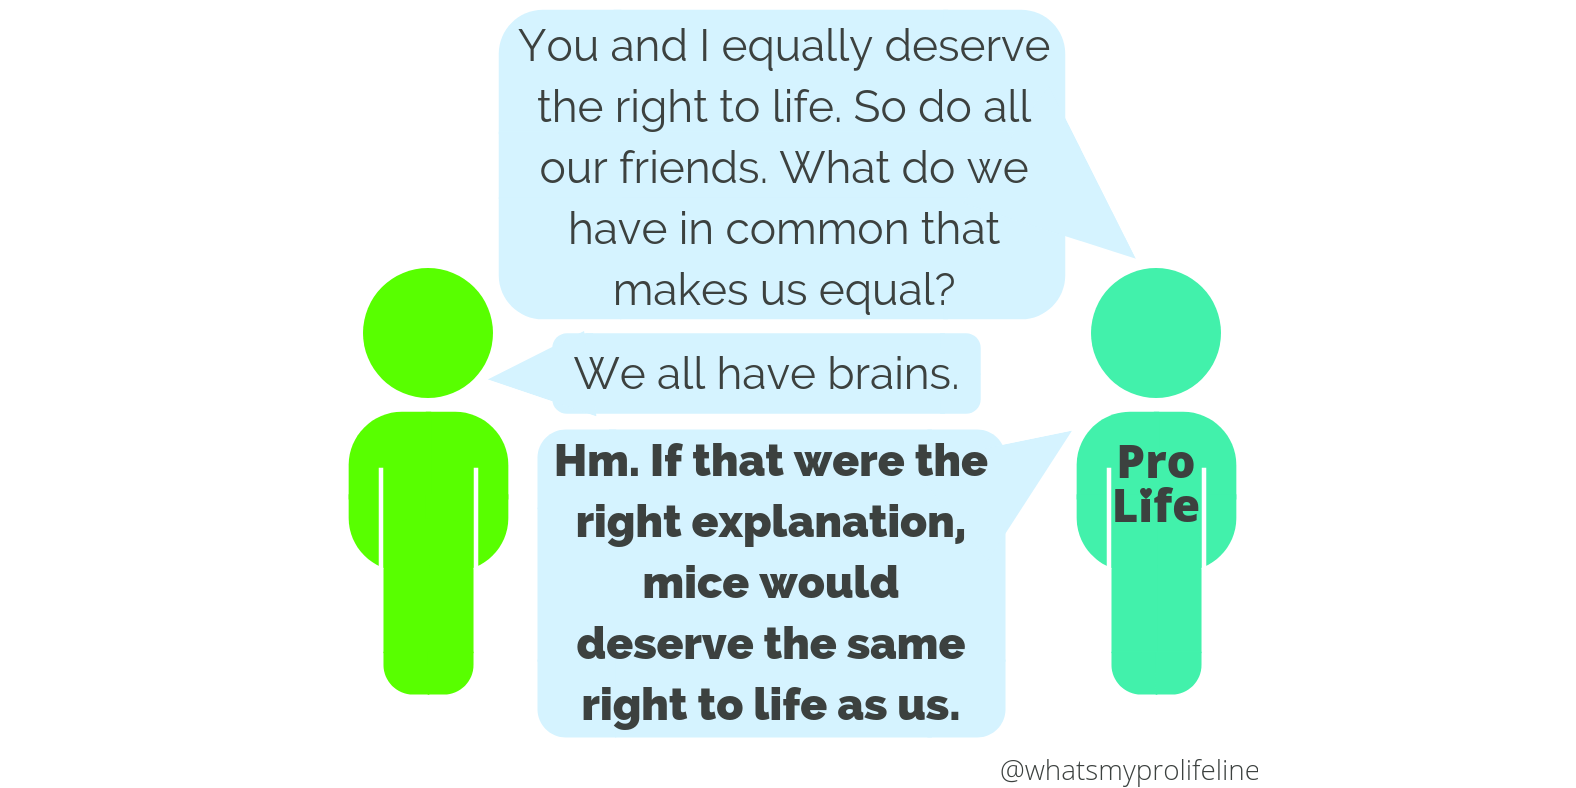 You and I equally deserve
the right to life. So do all
our friends. What do we
have in common that
makes us equal?
We all have brains.
Hm. If that were the
right explanation,
mice would
deserve the same
right to life as us.
Pro
Life
@whatsmyprolifeline